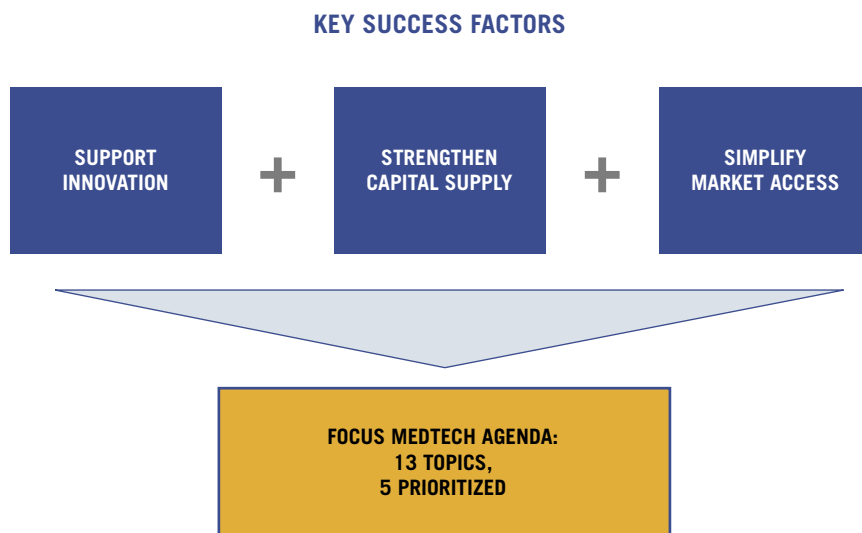 KEY SUCCESS FACTORS
SUPPORT
INNOVATION
+
STRENGTHEN
CAPITAL SUPPLY
+
SIMPLIFY
MARKET ACCESS
FOCUS MEDTECH AGENDA:
13 TOPICS,
5 PRIORITIZED